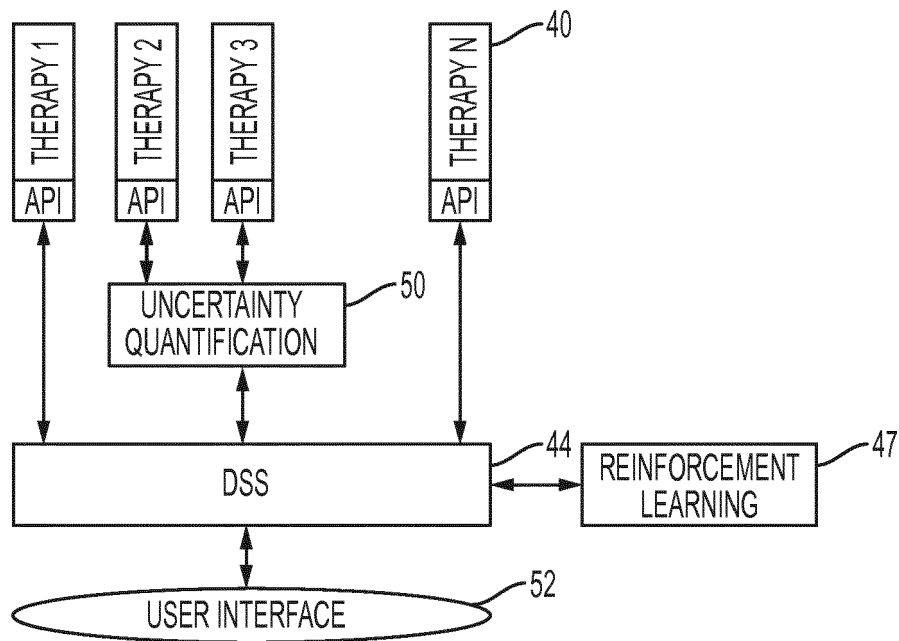 THERAPY 1
THERAPY 2
THERAPY 3
THERAPY N
40
API
API
API
API
UNCERTAINTY
QUANTIFICATION
50
DSS
44
REINFORCEMENT
LEARNING
47
USER INTERFACE
52